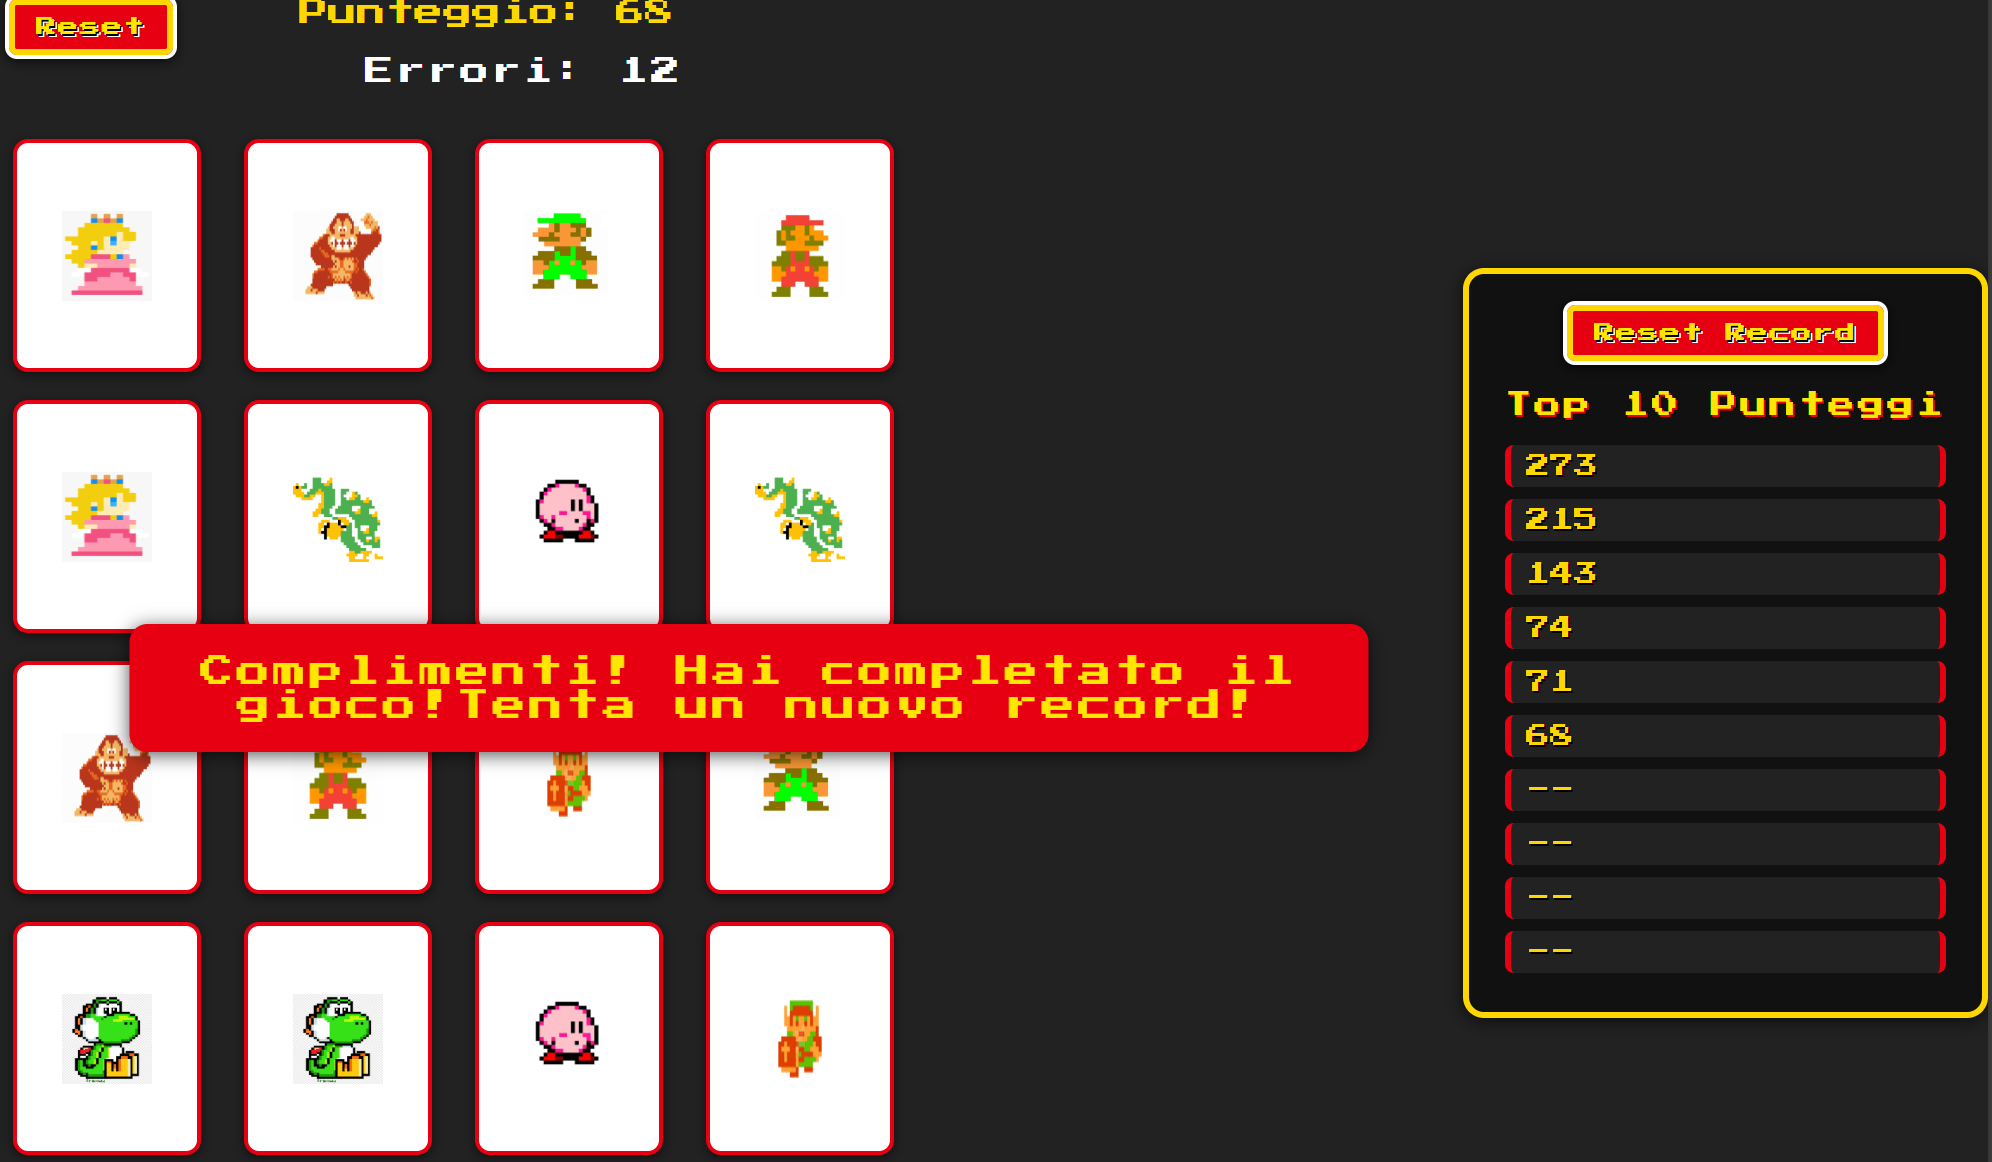 Reset
Punteggio: 68
Errori: 12
Complimenti! Hai completato il
gioco!Tenta un nuovo record!
Reset Record
Top 10 Punteggi
273
215
143
74
71
68
--
--
--
--